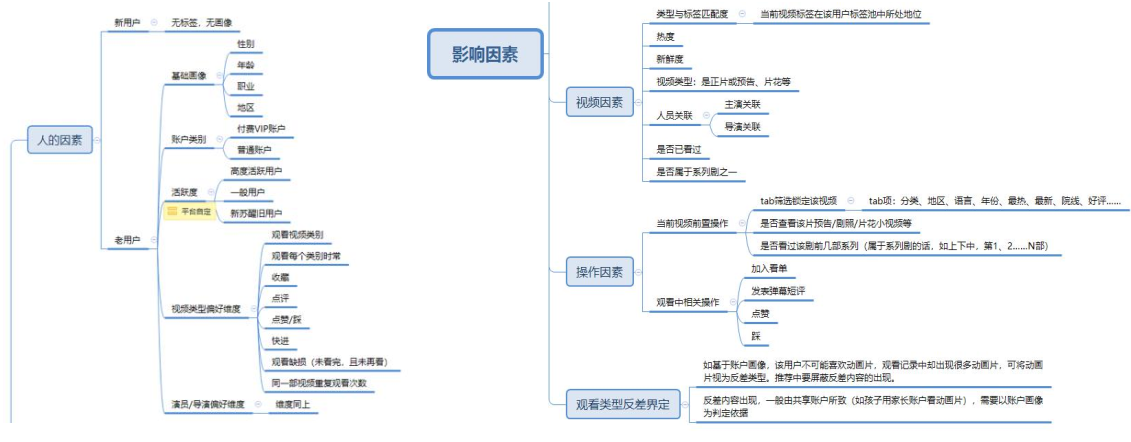 人的因素
新用户
无标签，无画像
老用户
基础画像
性别
年龄
职业
地区
账户类别
付费VIP账户
普通账户
活跃度
平台自定
高度活跃用户
一般用户
新苏醒旧用户
视频类型偏好维度
观看视频类别
观看每个类别时常
收藏
点评
点赞/踩
快进
观看缺损（未看完，且未再看）
同一部视频重复观看次数
演员/导演偏好维度
维度同上
影响因素
视频因素
类型与标签匹配度
当前视频标签在该用户标签池中所处地位
热度
新鲜度
视频类型：是正片或预告、片花等
人员关联
主演关联
导演关联
是否已看过
是否属于系列剧之一
操作因素
当前视频前置操作
tab筛选锁定该视频
tab项：分类、地区、语言、年份、最热、最新、院线、好评......
是否查看该片预告/剧照/片花小视频等
是否看过该剧前几部系列（属于系列剧的话，如上下中，第1、2......N部）
观看中相关操作
加入看单
发表弹幕短评
点赞
踩
观看类型反差界定
如基于账户画像，该用户不可能喜欢动画片，观看记录中却出现很多动画片，可将动画
片视为反差类型。推荐中要屏蔽反差内容的出现。
反差内容出现，一般由共享账户所致（如孩子用家长账户看动画片），需要以账户画像
为判定依据